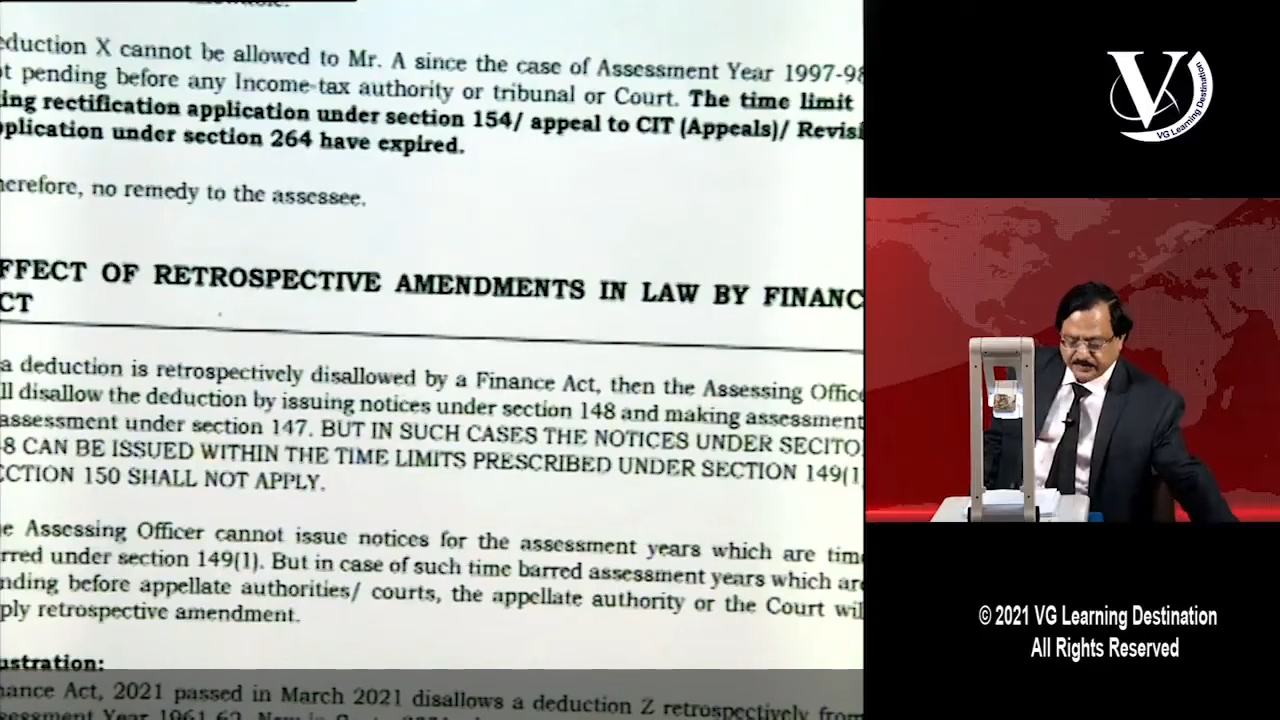 eduction X cannot be allowed to Mr. A since the case of Assessment Year 1997-98
t pending before any Income-tax authority or tribunal or Court. The time limit
ing rectification application under section 154/ appeal to CIT (Appeals)/ Revisi
plication under section 264 have expired.
herefore, no remedy to the assessee.
FFECT OF RETROSPECTIVE AMENDMENTS IN LAW BY FINANC
CT
a deduction is retrospectively disallowed by a Finance Act, then the Assessing Office
ll disallow the deduction by issuing notices under section 148 and making assessment
assessment under section 147. BUT IN SUCH CASES THE NOTICES UNDER SECITO
8 CAN BE ISSUED WITHIN THE TIME LIMITS PRESCRIBED UNDER SECTION 149(1
CTION 150 SHALL NOT APPLY.
e Assessing Officer cannot issue notices for the assessment years which are time
rred under section 149(1). But in case of such time barred assessment years which are
nding before appellate authorities/ courts, the appellate authority or the Court will
ply retrospective amendment.
ustration:
nance Act, 2021 passed in March 2021 disallows a deduction Z retrospectively from
V
VG Learning Destination
© 2021 VG Learning Destination
All Rights Reserved